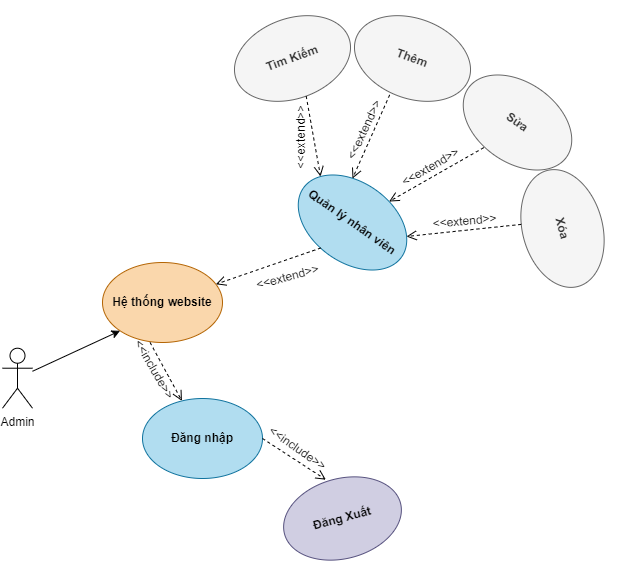 Tìm Kiếm
Thêm
Sửa
Xóa
<<extend>>
<<extend>>
<<extend>>
<<extend>>
Quản lý nhân viên
<<extend>>
Hệ thống website
Admin
<<include>>
Đăng nhập
<<include>>
Đăng Xuất